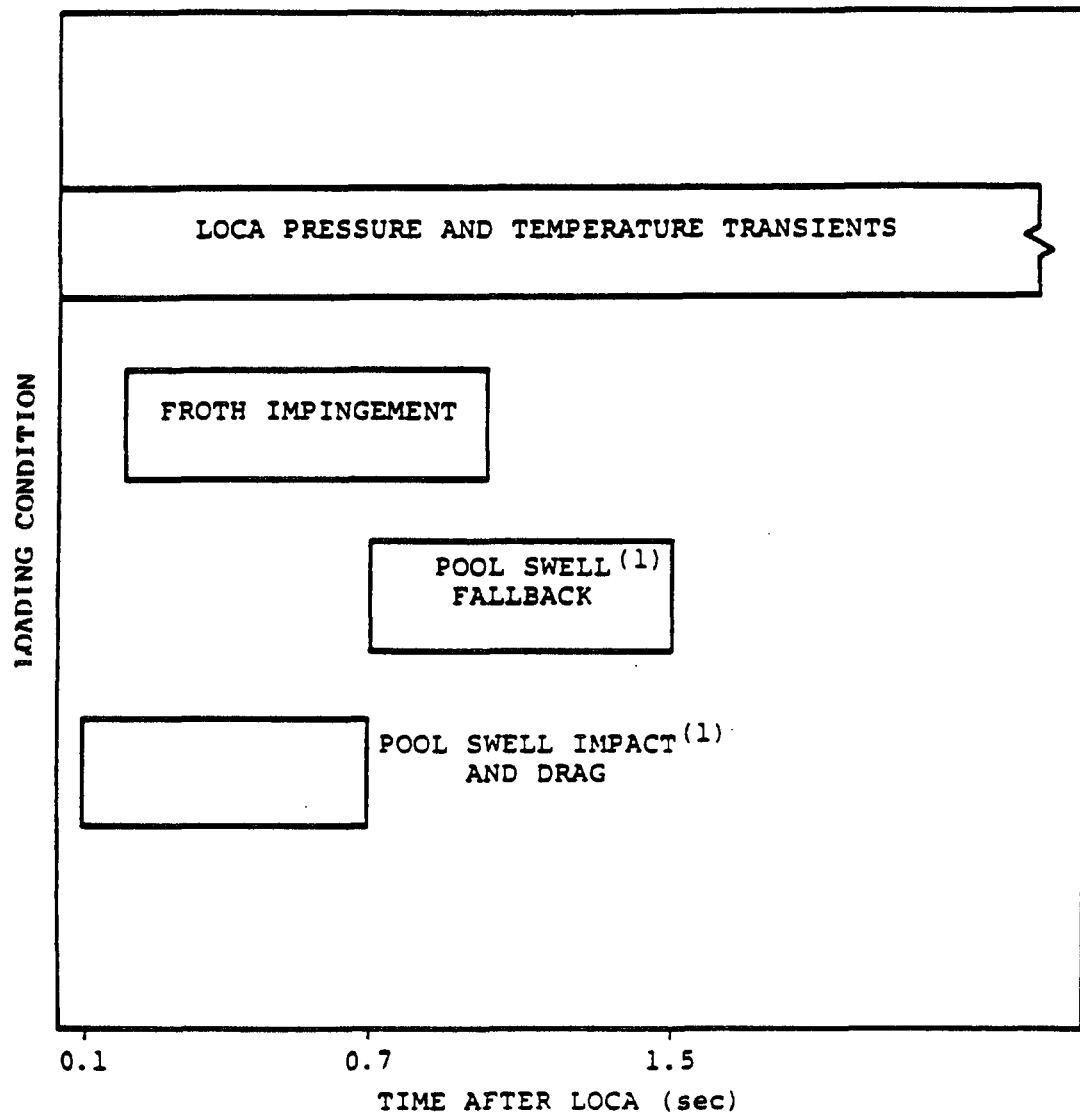 LOCA PRESSURE AND TEMPERATURE TRANSIENTS
FROTH IMPINGEMENT
POOL SWELL (1)
FALLBACK
POOL SWELL IMPACT (1)
AND DRAG
LOADING CONDITION
0.1 0.7 1.5
TIME AFTER LOCA (sec)